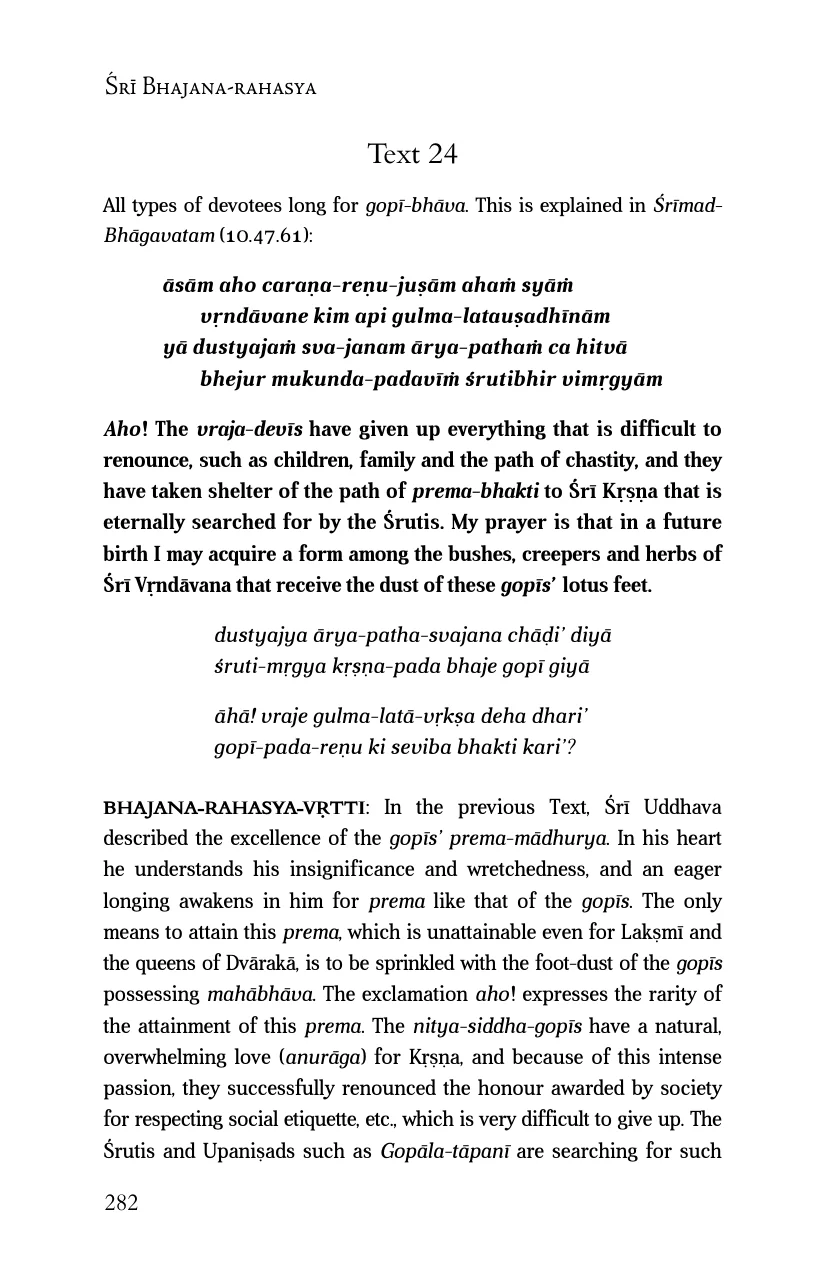 Śrī Bhajana-rahasya
Text 24
All types of devotees long for gopī-bhāva. This is explained in Śrīmad-
Bhāgavatam (10.47.61):
āsām aho caraṇa-reṇu-juṣām ahaṁ syāṁ
vṛndāvane kim api gulma-latauṣadhīnām
yā dustyajaṁ sva-janam ārya-pathaṁ ca hitvā
bhejur mukunda-padavīṁ śrutibhir vimṛgyām
Aho! The vraja-devīs have given up everything that is difficult to
renounce, such as children, family and the path of chastity, and they
have taken shelter of the path of prema-bhakti to Śrī Kṛṣṇa that is
eternally searched for by the Śrutis. My prayer is that in a future
birth I may acquire a form among the bushes, creepers and herbs of
Śrī Vṛndāvana that receive the dust of these gopīs' lotus feet.
dustyajya ārya-patha-svajana chāḍi' diyā
śruti-mṛgya kṛṣṇa-pada bhaje gopī giyā
āhā! vraje gulma-latā-vṛkṣa deha dhari'
gopī-pada-reṇu ki seviba bhakti kari'?
BHAJANA-RAHASYA-VṚTTI: In the previous Text, Śrī Uddhava
described the excellence of the gopīs' prema-mādhurya. In his heart
he understands his insignificance and wretchedness, and an eager
longing awakens in him for prema like that of the gopīs. The only
means to attain this prema, which is unattainable even for Lakṣmī and
the queens of Dvārakā, is to be sprinkled with the foot-dust of the gopīs
possessing mahābhāva. The exclamation aho! expresses the rarity of
the attainment of this prema. The nitya-siddha-gopīs have a natural,
overwhelming love (anurāga) for Kṛṣṇa, and because of this intense
passion, they successfully renounced the honour awarded by society
for respecting social etiquette, etc., which is very difficult to give up. The
Śrutis and Upaniṣads such as Gopāla-tāpanī are searching for such
282